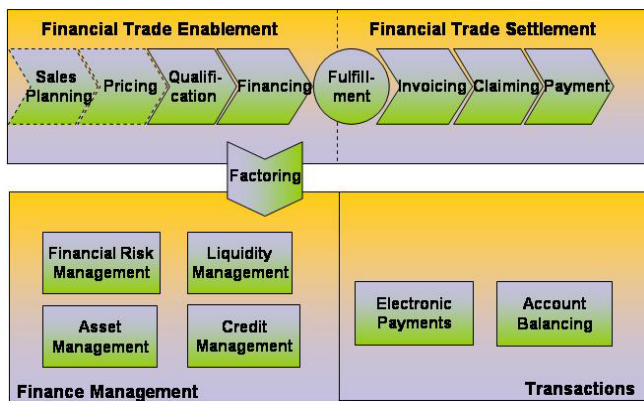 Financial Trade Enablement
Financial Trade Settlement
Sales
Planning
Pricing
Qualifi-
cation
Financing
Fulfill-
ment
Invoicing
Claiming
Payment
Factoring
Financial Risk
Management
Liquidity
Management
Asset
Management
Credit
Management
Electronic
Payments
Account
Balancing
Finance Management
Transactions